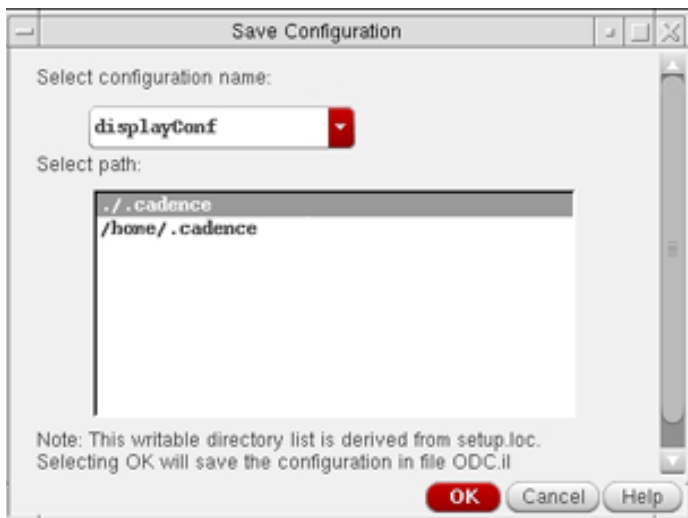 Save Configuration
Select configuration name:
displayConf
Select path:
./.cadence
/home/.cadence
Note: This writable directory list is derived from setup.loc.
Selecting OK will save the configuration in file ODC.il
OK Cancel Help